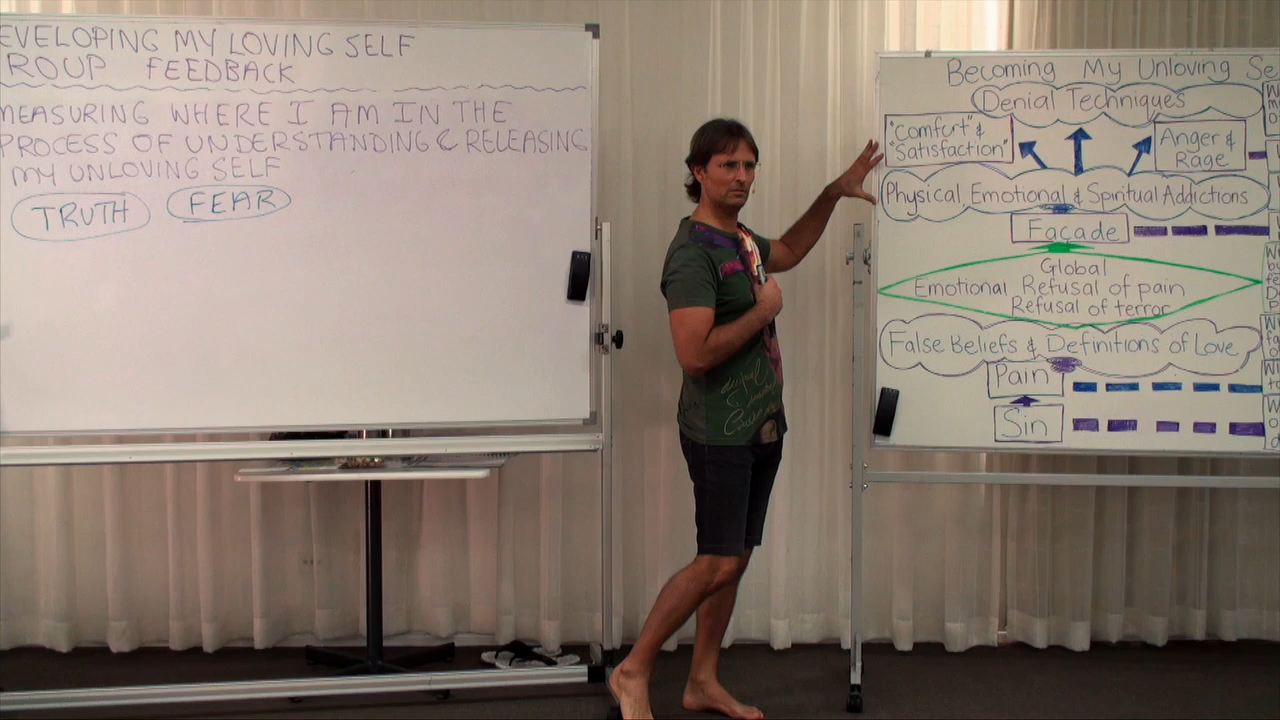 EVELOPING MY LOVING SELF
ROUP FEEDBACK
MEASURING WHERE I AM IN THE
PROCESS OF UNDERSTANDING & RELEASING
MY UNLOVING SELF
TRUTH
FEAR
Becoming My Unloving Se
Denial Techniques
"Comfort" &
"Satisfaction"
Anger &
Rage
Physical, Emotional & Spiritual Addictions
Façade
Global
Emotional Refusal of pain
Refusal of terror
False Beliefs & Definitions of Love
Pain
Sin